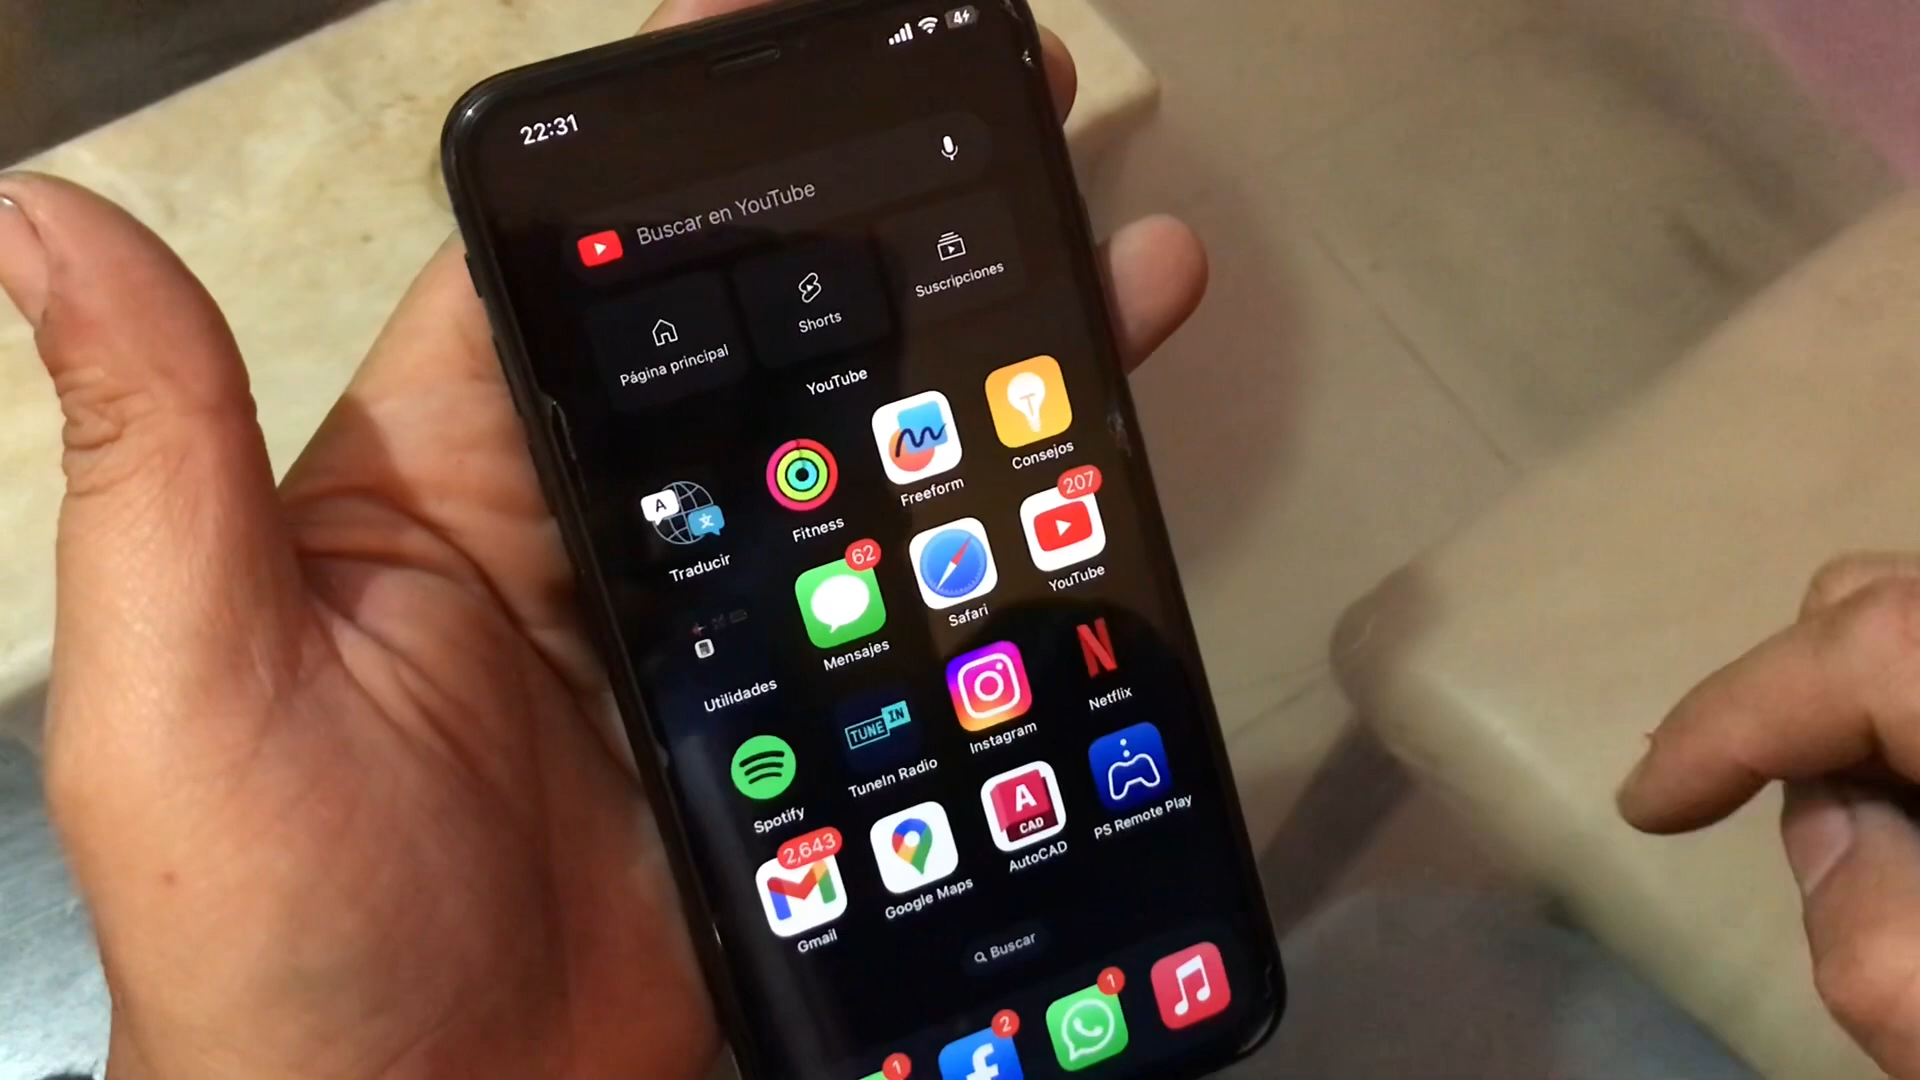 22:31
4
Buscar en YouTube
Página principal
Shorts
Suscripciones
YouTube
A
文
Traducir
Fitness
Freeform
Consejos
Utilidades
62
Mensajes
Safari
207
YouTube
Spotify
TUNE IN
TuneIn Radio
Instagram
N
Netflix
2,643
Gmail
Google Maps
A
CAD
AutoCAD
PS Remote Play
Buscar
1
2
f
1